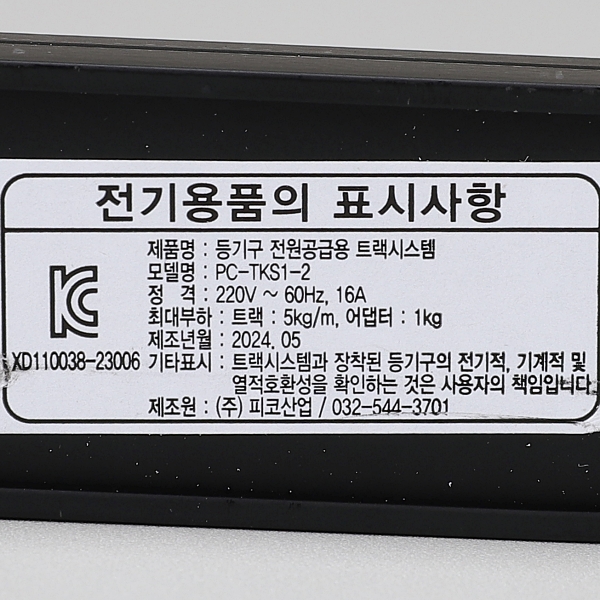 전기용품의 표시사항
제품명 : 등기구 전원공급용 트랙시스템
모델명 : PC-TKS1-2
정 격 : 220V ~ 60Hz, 16A
최대부하 : 트랙 : 5kg/m, 어댑터 : 1kg
제조년월 : 2024. 05
XD110038-23006 기타표시 : 트랙시스템과 장착된 등기구의 전기적, 기계적 및
열적호환성을 확인하는 것은 사용자의 책임입니다.
제조원 : (주) 피코산업 / 032-544-3701